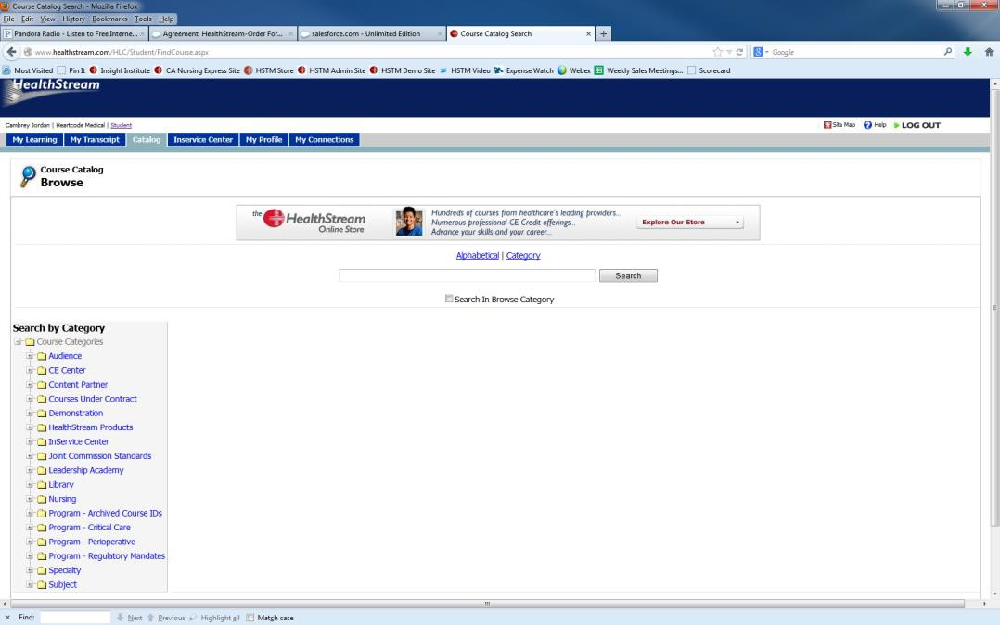 Course Catalog Search - Mozilla Firefox
File Edit View History Bookmarks Tools Help
Pandora Radio - Listen to Free Interne... × Agreement: HealthStream-Order For... × salesforce.com - Unlimited Edition × Course Catalog Search × +
www.healthstream.com/HLC/Student/FindCourse.aspx Google
Most Visited Pin It Insight Institute CA Nursing Express Site HSTM Store HSTM Admin Site HSTM Demo Site HSTM Video Expense Watch Webex Weekly Sales Meetings... Scorecard
HealthStream
Cambrey Jordan | Heartcode Medical | Student Site Map Help LOG OUT
My Learning My Transcript Catalog Inservice Center My Profile My Connections
Course Catalog
Browse
the HealthStream Online Store
Hundreds of courses from healthcare's leading providers...
Numerous professional CE Credit offerings...
Advance your skills and your career...
Explore Our Store
Alphabetical | Category
Search
Search In Browse Category
Search by Category
Course Categories
Audience
CE Center
Content Partner
Courses Under Contract
Demonstration
HealthStream Products
InService Center
Joint Commission Standards
Leadership Academy
Library
Nursing
Program - Archived Course IDs
Program - Critical Care
Program - Perioperative
Program - Regulatory Mandates
Specialty
Subject
× Find: Next Previous Highlight all Match case